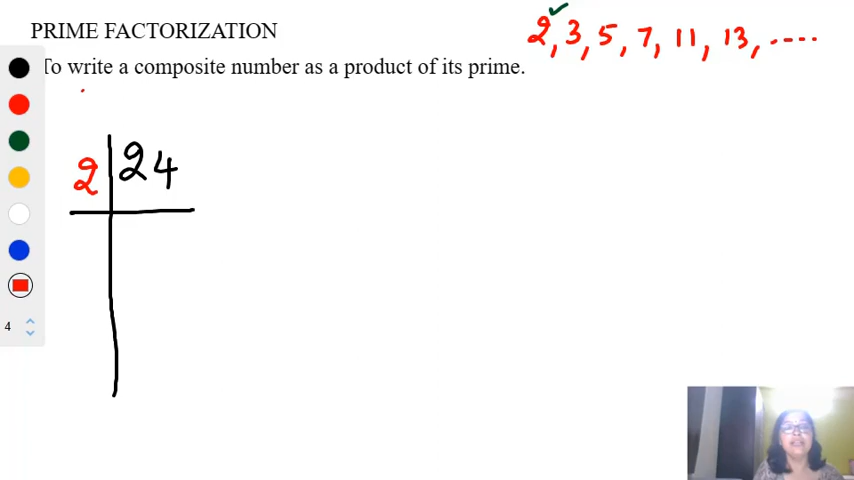 PRIME FACTORIZATION
2, 3, 5, 7, 11, 13, .....
To write a composite number as a product of its prime.
2 24
4